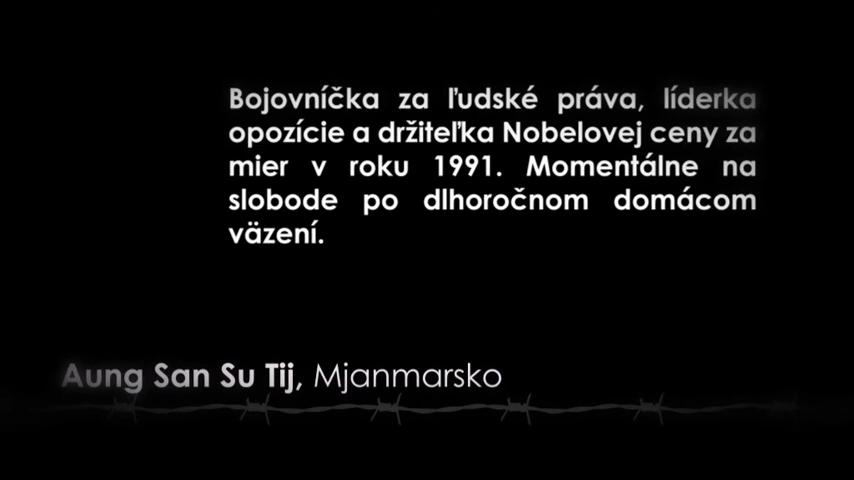 Bojovníčka za ľudské práva, líderka
opozície a držiteľka Nobelovej ceny za
mier v roku 1991. Momentálne na
slobode po dlhoročnom domácom
väzení.
Aung San Su Tij, Mjanmarsko